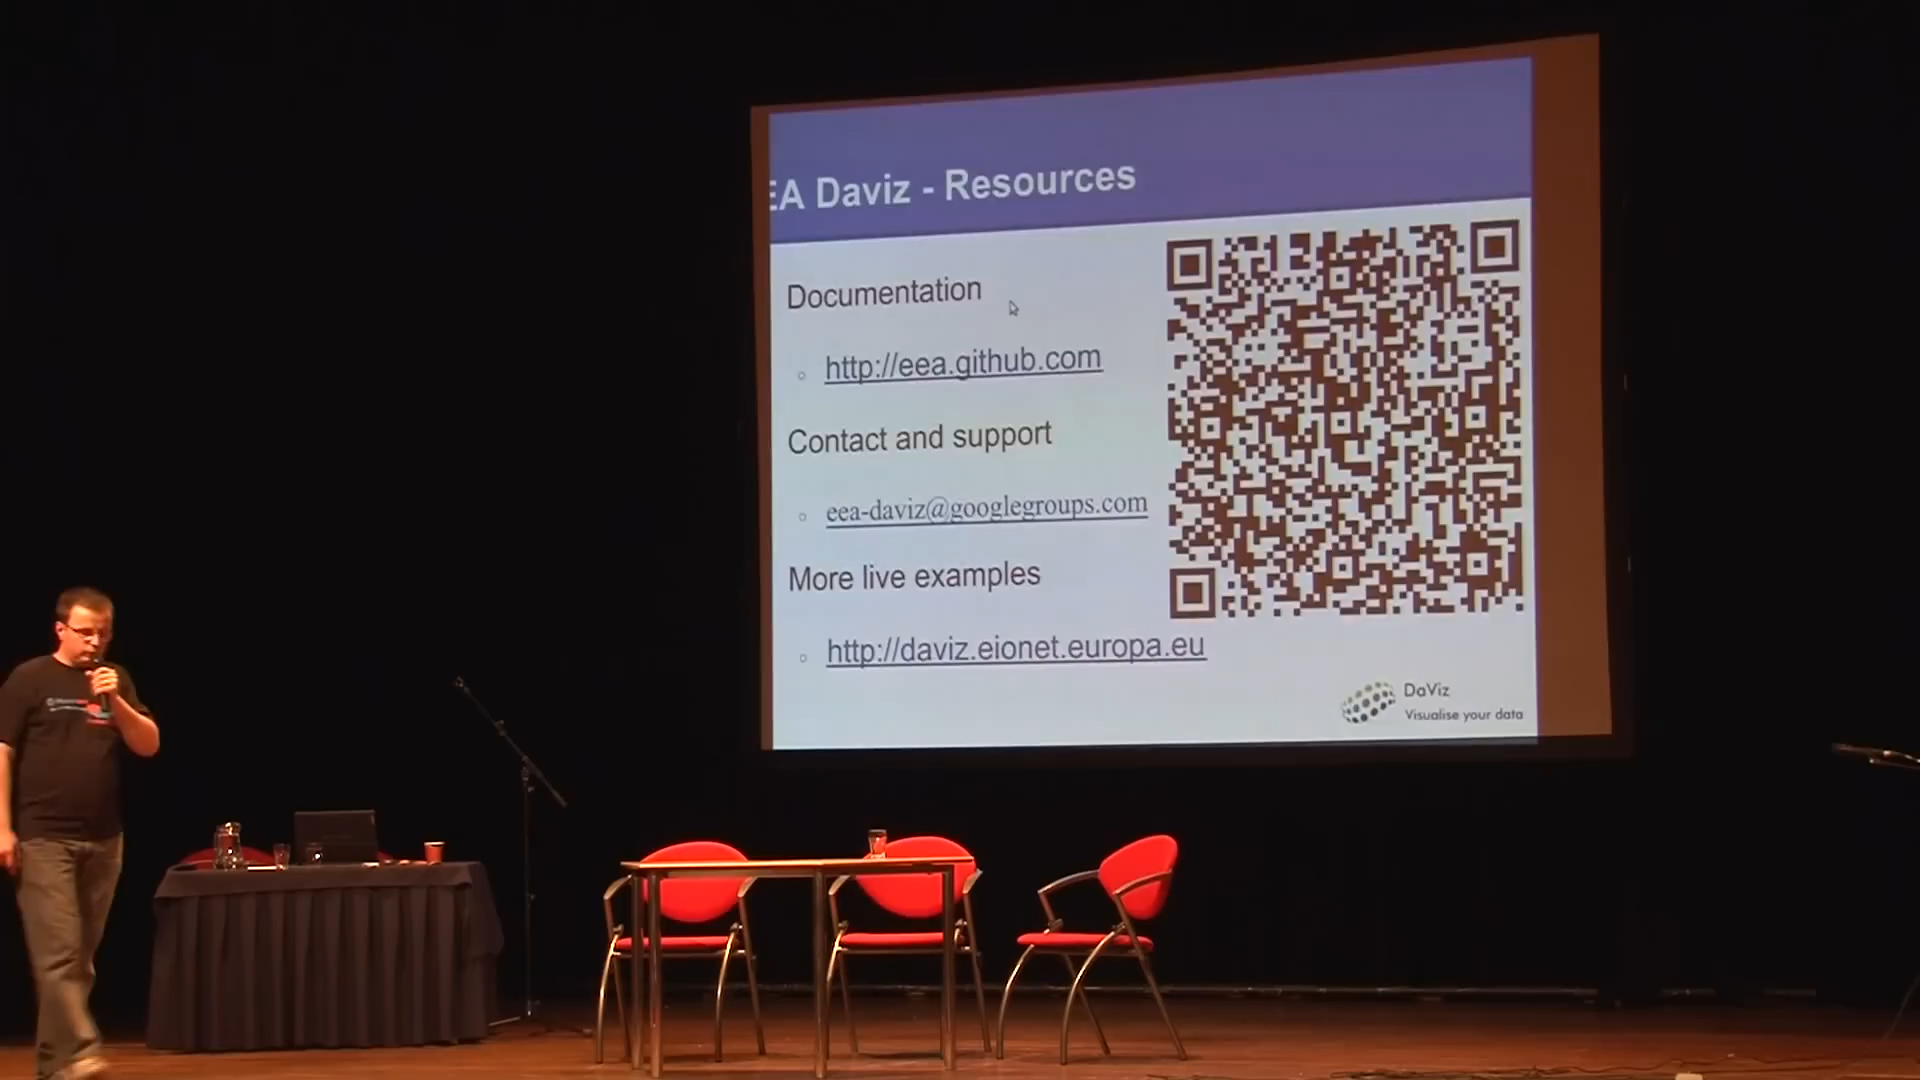 EA Daviz - Resources
Documentation
http://eea.github.com
Contact and support
eea-daviz@googlegroups.com
More live examples
http://daviz.eionet.europa.eu
DaViz
Visualise your data